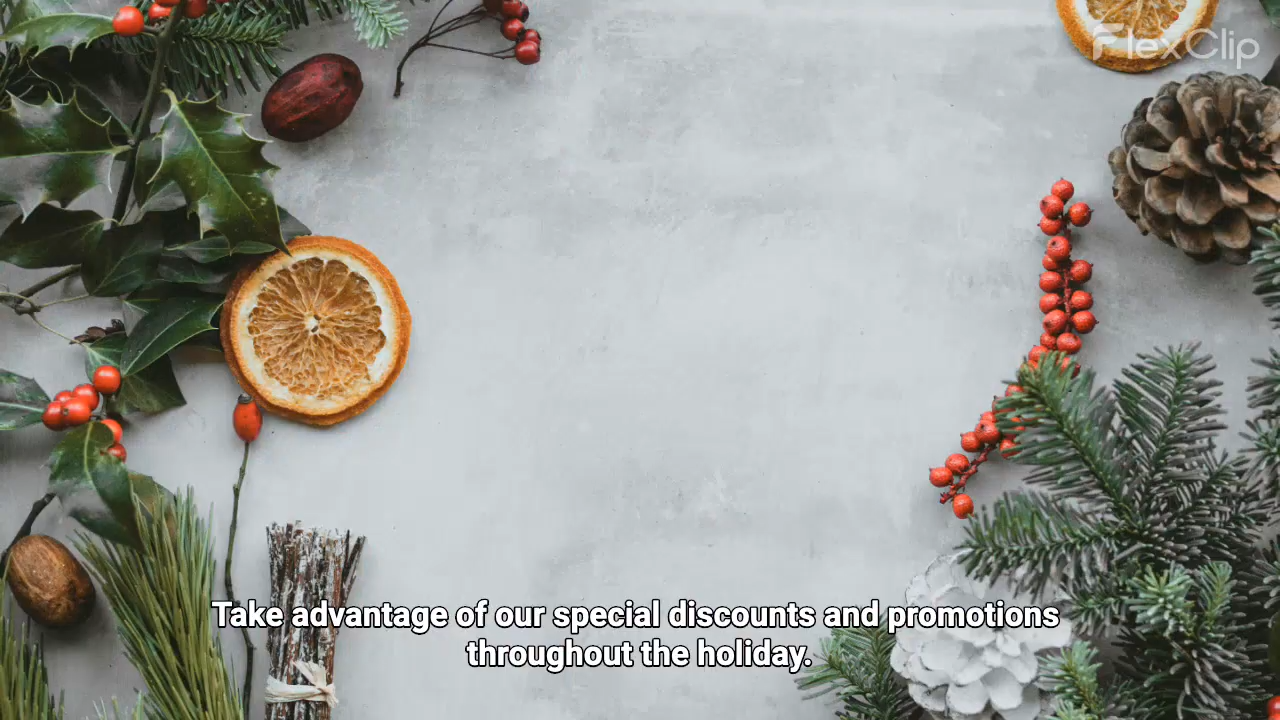 FlexClip
Take advantage of our special discounts and promotions
throughout the holiday.